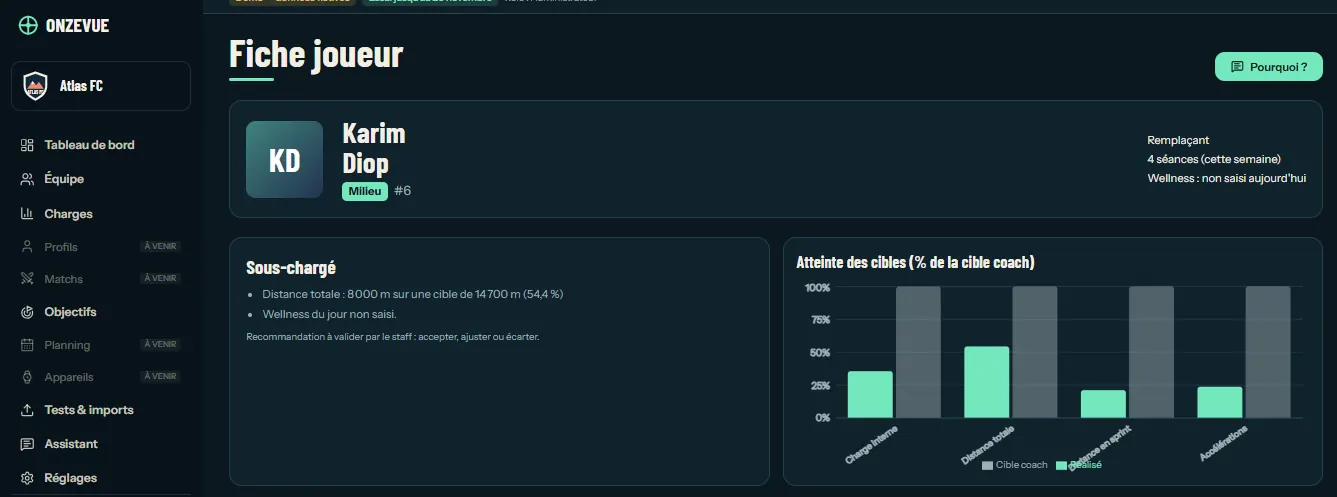 ONZEVUE
ATLAS FC
Atlas FC
Tableau de bord
Équipe
Charges
Profils À VENIR
Matchs À VENIR
Objectifs
Planning À VENIR
Appareils À VENIR
Tests & imports
Assistant
Réglages
Fiche joueur
Pourquoi ?
KD
Karim
Diop
Milieu #6
Remplaçant
4 séances (cette semaine)
Wellness : non saisi aujourd'hui
Sous-chargé
Distance totale : 8 000 m sur une cible de 14 700 m (54,4 %)
Wellness du jour non saisi.
Recommandation à valider par le staff : accepter, ajuster ou écarter.
Atteinte des cibles (% de la cible coach)
100%
75%
50%
25%
0%
Charge interne
Distance totale
Distance en sprint
Accélérations
Cible coach
Réalisé